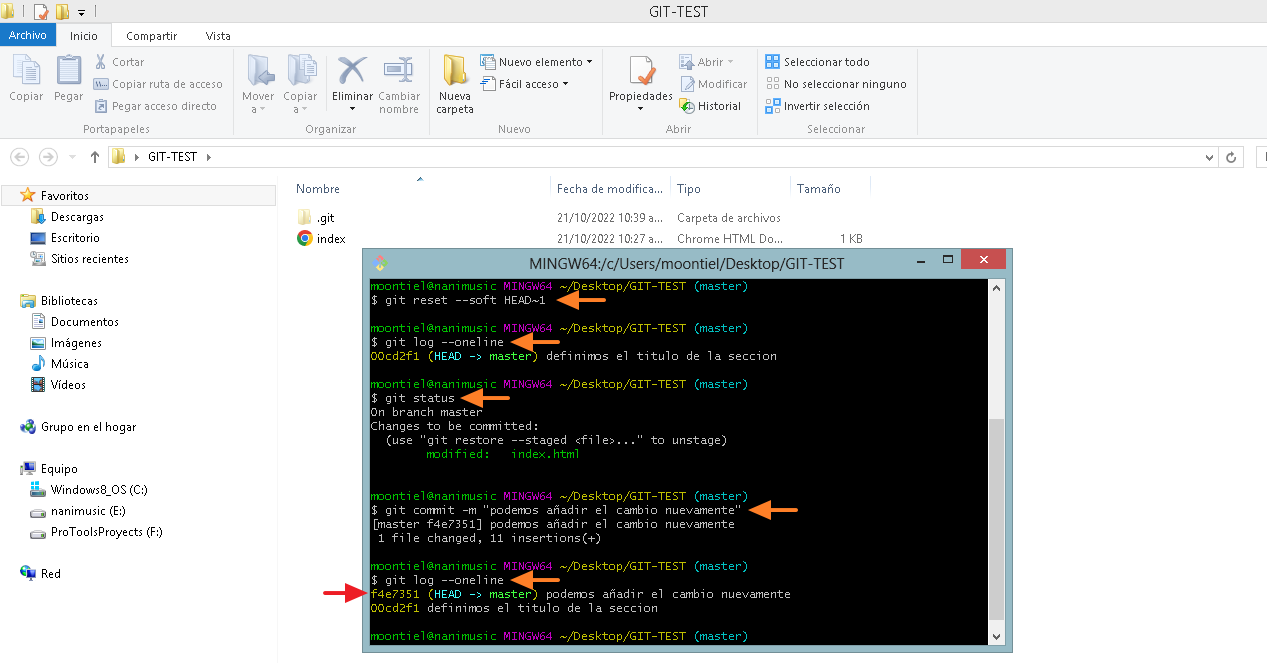 GIT-TEST
Archivo
Inicio
Compartir
Vista
Copiar
Pegar
Cortar
Copiar ruta de acceso
Pegar acceso directo
Portapapeles
Mover a
Copiar a
Eliminar
Cambiar nombre
Organizar
Nueva carpeta
Nuevo elemento
Fácil acceso
Nuevo
Propiedades
Abrir
Modificar
Historial
Abrir
Seleccionar todo
No seleccionar ninguno
Invertir selección
Seleccionar
GIT-TEST
Favoritos
Descargas
Escritorio
Sitios recientes
Bibliotecas
Documentos
Imágenes
Música
Vídeos
Grupo en el hogar
Equipo
Windows8_OS (C:)
nanimusic (E:)
ProToolsProyects (F:)
Red
Nombre Fecha de modifica... Tipo Tamaño
.git 21/10/2022 10:39 a... Carpeta de archivos
index 21/10/2022 10:27 a... Chrome HTML Do... 1 KB
MINGW64:/c/Users/moontiel/Desktop/GIT-TEST
moontiel@nanimusic MINGW64 ~/Desktop/GIT-TEST (master)
$ git reset --soft HEAD~1
moontiel@nanimusic MINGW64 ~/Desktop/GIT-TEST (master)
$ git log --oneline
00cd2f1 (HEAD -> master) definimos el titulo de la seccion
moontiel@nanimusic MINGW64 ~/Desktop/GIT-TEST (master)
$ git status
On branch master
Changes to be committed:
(use "git restore --staged <file>..." to unstage)
modified: index.html
moontiel@nanimusic MINGW64 ~/Desktop/GIT-TEST (master)
$ git commit -m "podemos añadir el cambio nuevamente"
[master f4e7351] podemos añadir el cambio nuevamente
1 file changed, 11 insertions(+)
moontiel@nanimusic MINGW64 ~/Desktop/GIT-TEST (master)
$ git log --oneline
f4e7351 (HEAD -> master) podemos añadir el cambio nuevamente
00cd2f1 definimos el titulo de la seccion
moontiel@nanimusic MINGW64 ~/Desktop/GIT-TEST (master)